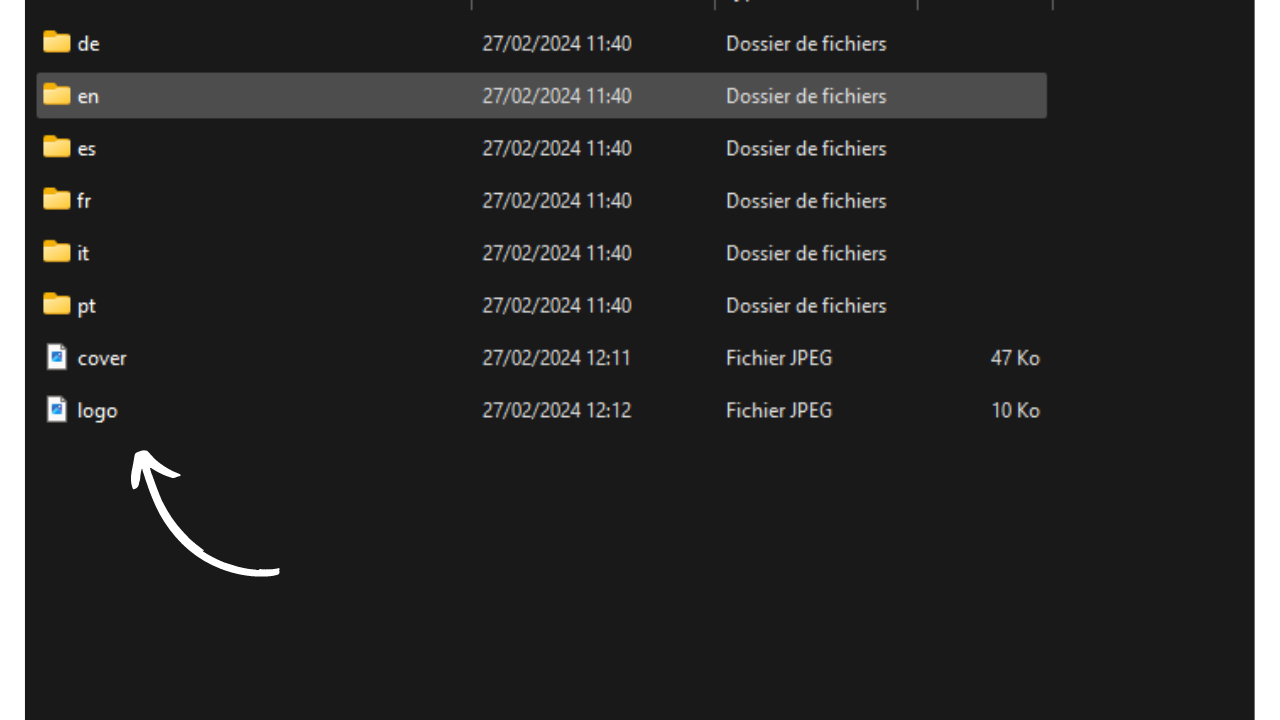 de 27/02/2024 11:40 Dossier de fichiers
en 27/02/2024 11:40 Dossier de fichiers
es 27/02/2024 11:40 Dossier de fichiers
fr 27/02/2024 11:40 Dossier de fichiers
it 27/02/2024 11:40 Dossier de fichiers
pt 27/02/2024 11:40 Dossier de fichiers
cover 27/02/2024 12:11 Fichier JPEG 47 Ko
logo 27/02/2024 12:12 Fichier JPEG 10 Ko